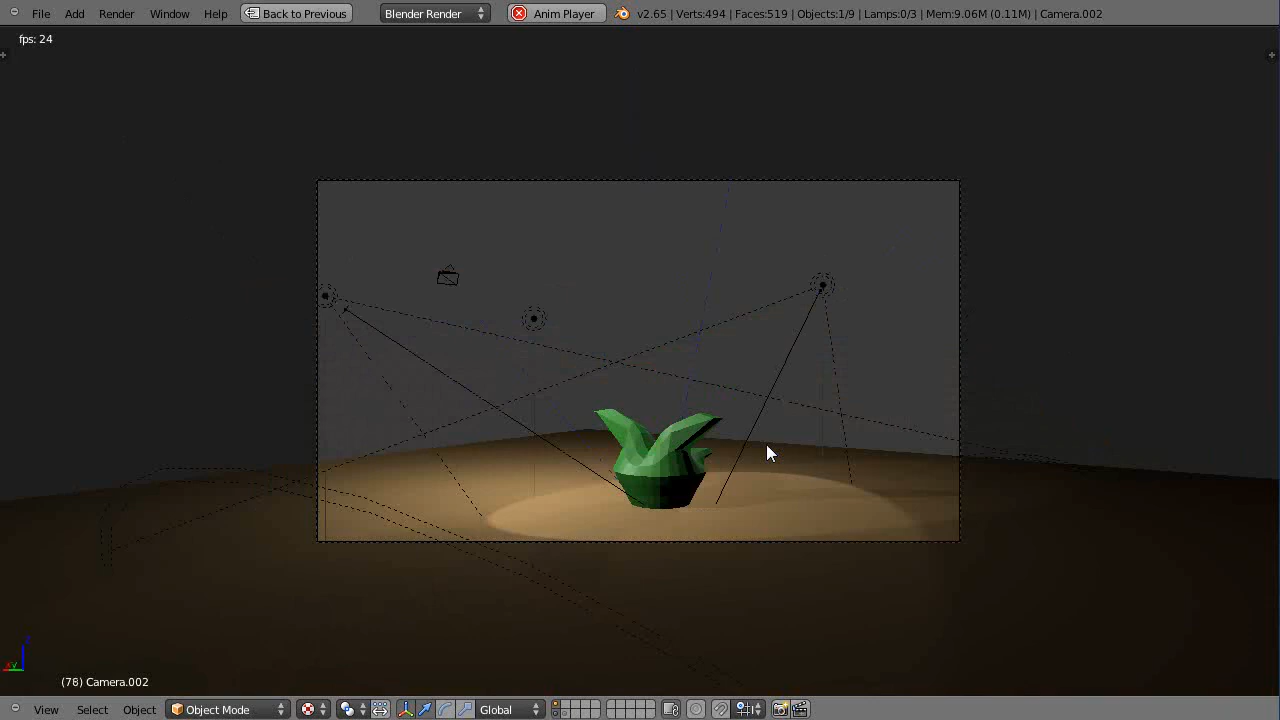 File Add Render Window Help Back to Previous Blender Render Anim Player v2.65 | Verts:494 | Faces:519 | Objects:1/9 | Lamps:0/3 | Mem:9.06M (0.11M) | Camera.002
fps: 24
(76) Camera.002
View Select Object Object Mode Global